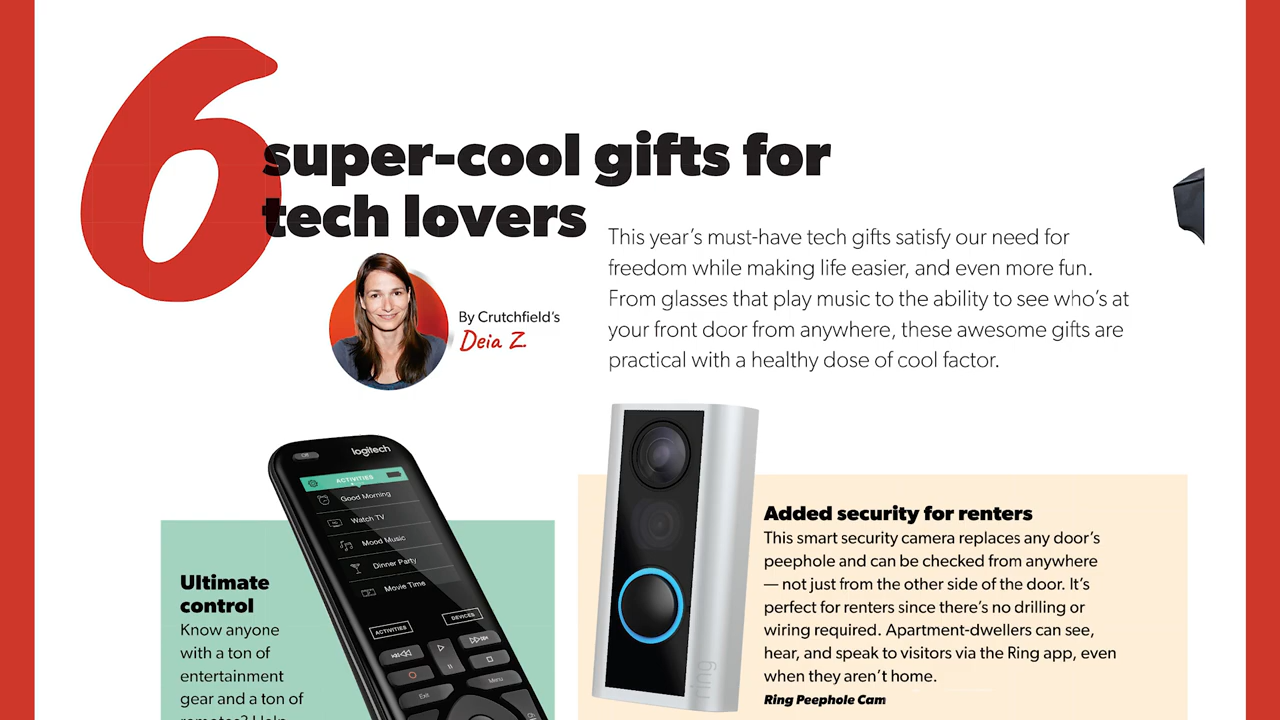 6
super-cool gifts for
tech lovers
This year's must-have tech gifts satisfy our need for
freedom while making life easier, and even more fun.
From glasses that play music to the ability to see who's at
your front door from anywhere, these awesome gifts are
practical with a healthy dose of cool factor.
By Crutchfield's
Deia Z.
Off
logitech
ACTIVITIES
Good Morning
Watch TV
Mood Music
Dinner Party
Movie Time
ACTIVITIES
DEVICES
Exit
Menu
Ultimate
control
Know anyone
with a ton of
entertainment
gear and a ton of
ring
Added security for renters
This smart security camera replaces any door's
peephole and can be checked from anywhere
— not just from the other side of the door. It's
perfect for renters since there's no drilling or
wiring required. Apartment-dwellers can see,
hear, and speak to visitors via the Ring app, even
when they aren't home.
Ring Peephole Cam